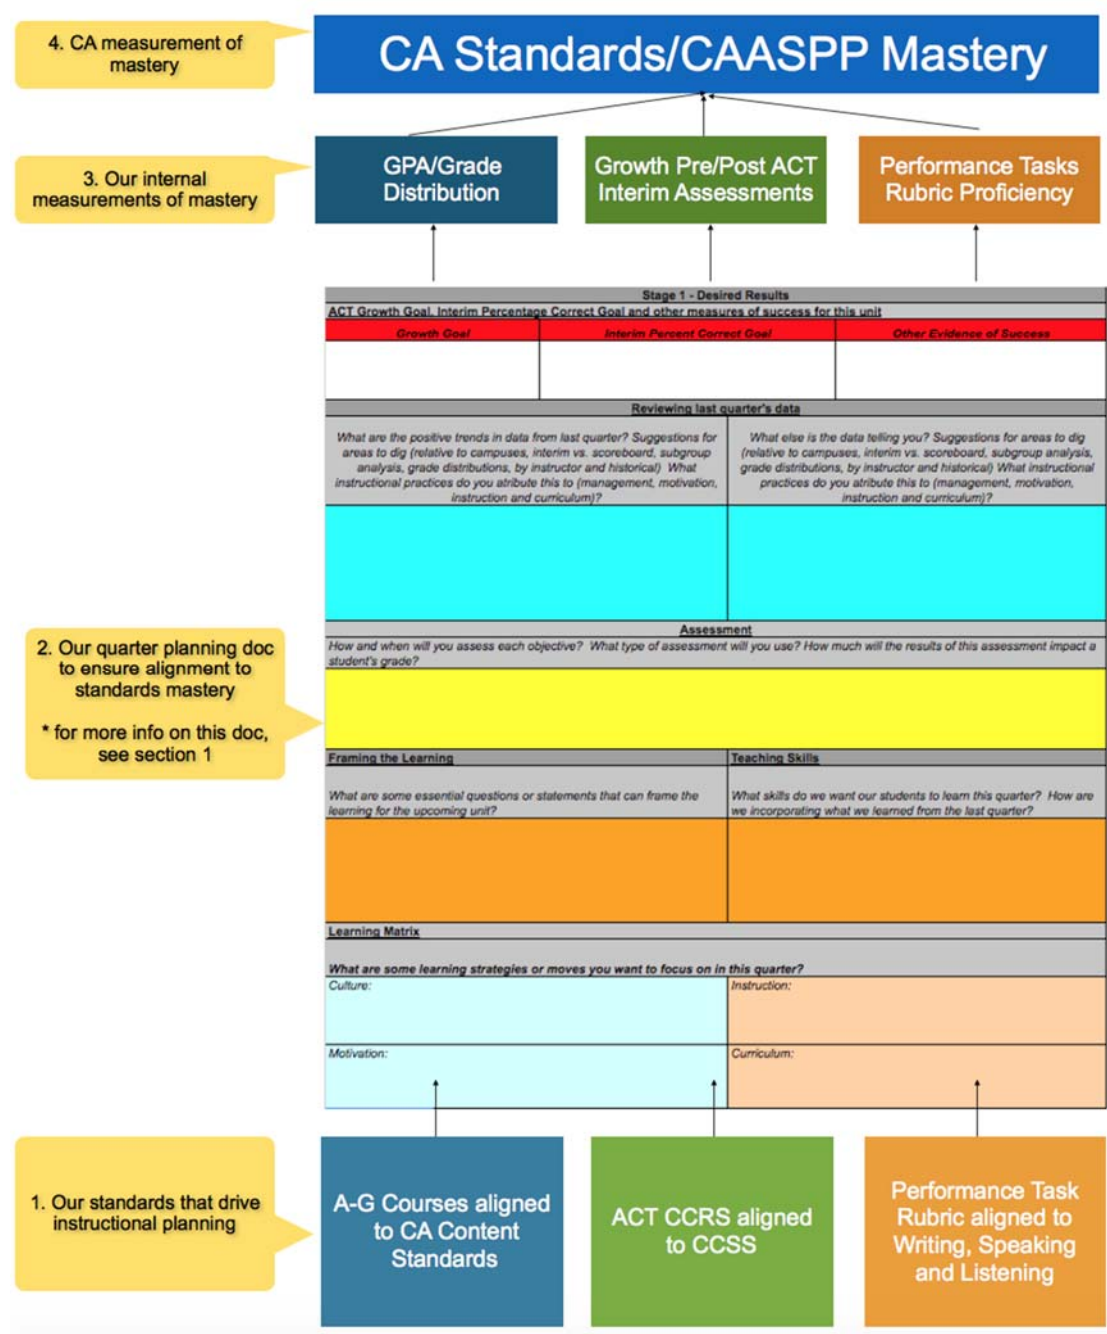 4. CA measurement of
mastery
CA Standards/CAASPP Mastery
3. Our internal
measurements of mastery
GPA/Grade
Distribution
Growth Pre/Post ACT
Interim Assessments
Performance Tasks
Rubric Proficiency
Stage 1 - Desired Results
ACT Growth Goal, Interim Percentage Correct Goal and other measures of success for this unit
Growth Goal
Interim Percent Correct Goal
Other Evidence of Success
Reviewing last quarter's data
What are the positive trends in data from last quarter? Suggestions for
areas to dig (relative to campuses, interim vs. scoreboard, subgroup
analysis, grade distributions, by instructor and historical) What
instructional practices do you atribute this to (management, motivation,
instruction and curriculum)?
What else is the data telling you? Suggestions for areas to dig
(relative to campuses, interim vs. scoreboard, subgroup analysis,
grade distributions, by instructor and historical) What instructional
practices do you atribute this to (management, motivation,
instruction and curriculum)?
2. Our quarter planning doc
to ensure alignment to
standards mastery
* for more info on this doc,
see section 1
Assessment
How and when will you assess each objective? What type of assessment will you use? How much will the results of this assessment impact a
student's grade?
Framing the Learning
What are some essential questions or statements that can frame the
learning for the upcoming unit?
Teaching Skills
What skills do we want our students to learn this quarter? How are
we incorporating what we learned from the last quarter?
Learning Matrix
What are some learning strategies or moves you want to focus on in this quarter?
Culture:
Instruction:
Motivation:
Curriculum:
1. Our standards that drive
instructional planning
A-G Courses aligned
to CA Content
Standards
ACT CCRS aligned
to CCSS
Performance Task
Rubric aligned to
Writing, Speaking
and Listening